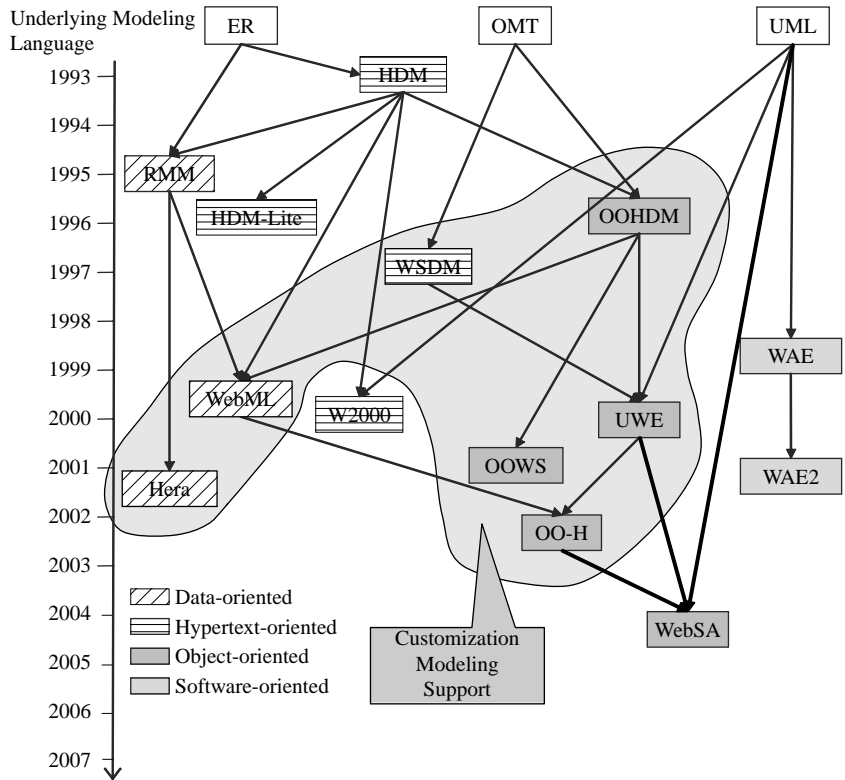 Underlying Modeling
Language
ER
OMT
UML
1993
HDM
1994
1995
RMM
HDM-Lite
1996
OOHDM
1997
WSDM
1998
1999
WAE
WebML
2000
W2000
UWE
2001
OOWS
WAE2
Hera
2002
OO-H
2003
2004
Data-oriented
Hypertext-oriented
Object-oriented
Software-oriented
Customization
Modeling
Support
WebSA
2005
2006
2007